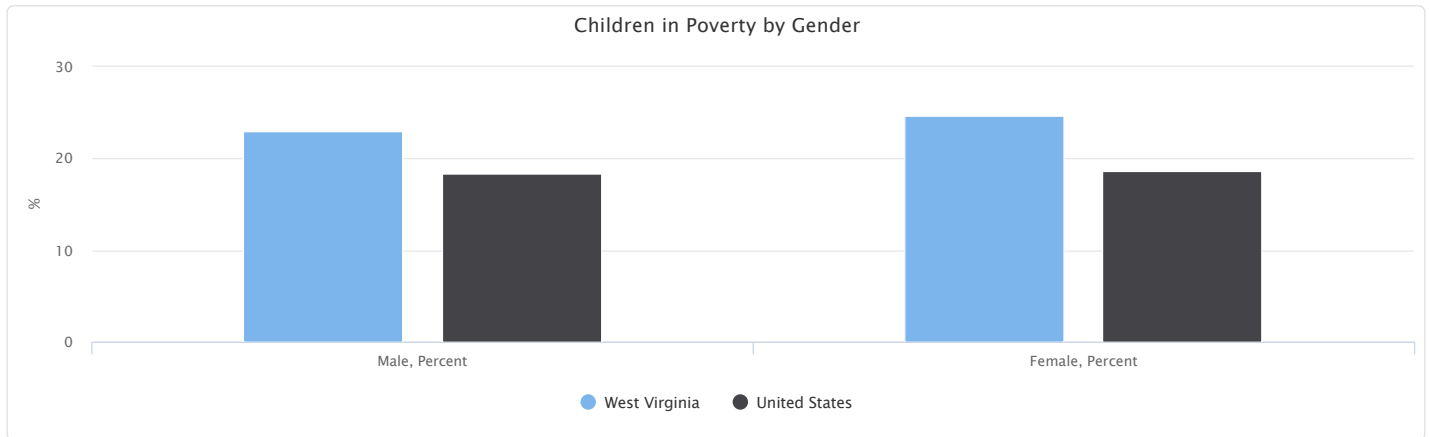 Children in Poverty by Gender
30
20
10
0
%
Male, Percent
Female, Percent
West Virginia
United States